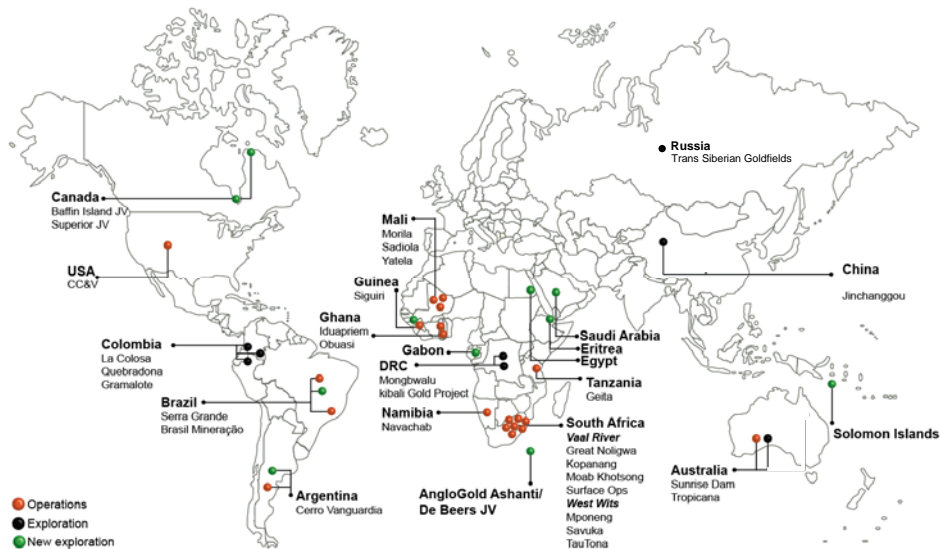 Russia
Trans Siberian Goldfields
Canada
Baffin Island JV
Superior JV
Mali
Morila
Sadiola
Yatela
USA
CC&V
China
Jinchanggou
Guinea
Siguiri
Ghana
Iduapriem
Obuasi
Saudi Arabia
Eritrea
Egypt
Colombia
La Colosa
Quebradona
Gramalote
Gabon
DRC
Mongbwalu
kibali Gold Project
Tanzania
Geita
Brazil
Serra Grande
Brasil Mineração
Namibia
Navachab
South Africa
Vaal River
Great Noligwa
Kopanang
Moab Khotsong
Surface Ops
West Wits
Mponeng
Savuka
TauTona
Solomon Islands
Australia
Sunrise Dam
Tropicana
AngloGold Ashanti/
De Beers JV
Argentina
Cerro Vanguardia
Operations
Exploration
New exploration